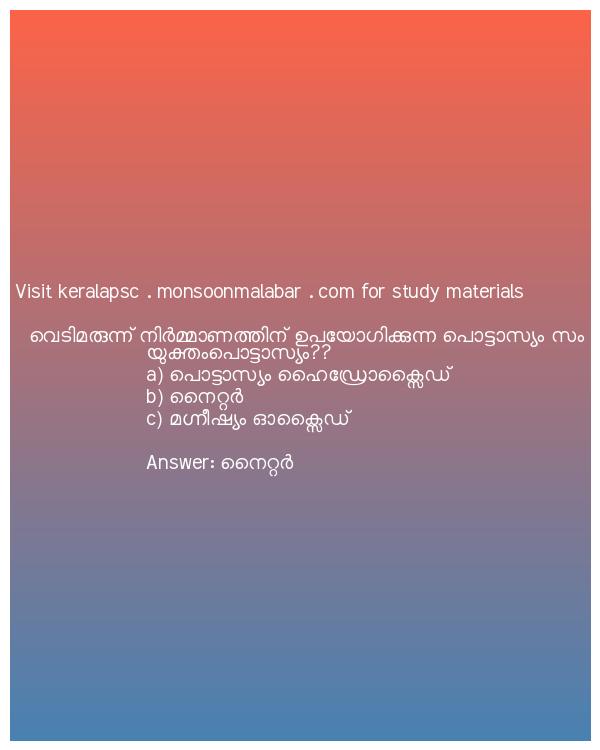 Visit keralapsc . monsoonmalabar . com for study materials
വെടിമരുന്ന് നിർമ്മാണത്തിന് ഉപയോഗിക്കുന്ന പൊട്ടാസ്യം സം
യുക്തംപൊട്ടാസ്യം??
a) പൊട്ടാസ്യം ഹൈഡ്രോക്സൈഡ്
b) നൈറ്റർ
c) മഗ്നീഷ്യം ഓക്സൈഡ്
Answer: നൈറ്റർ